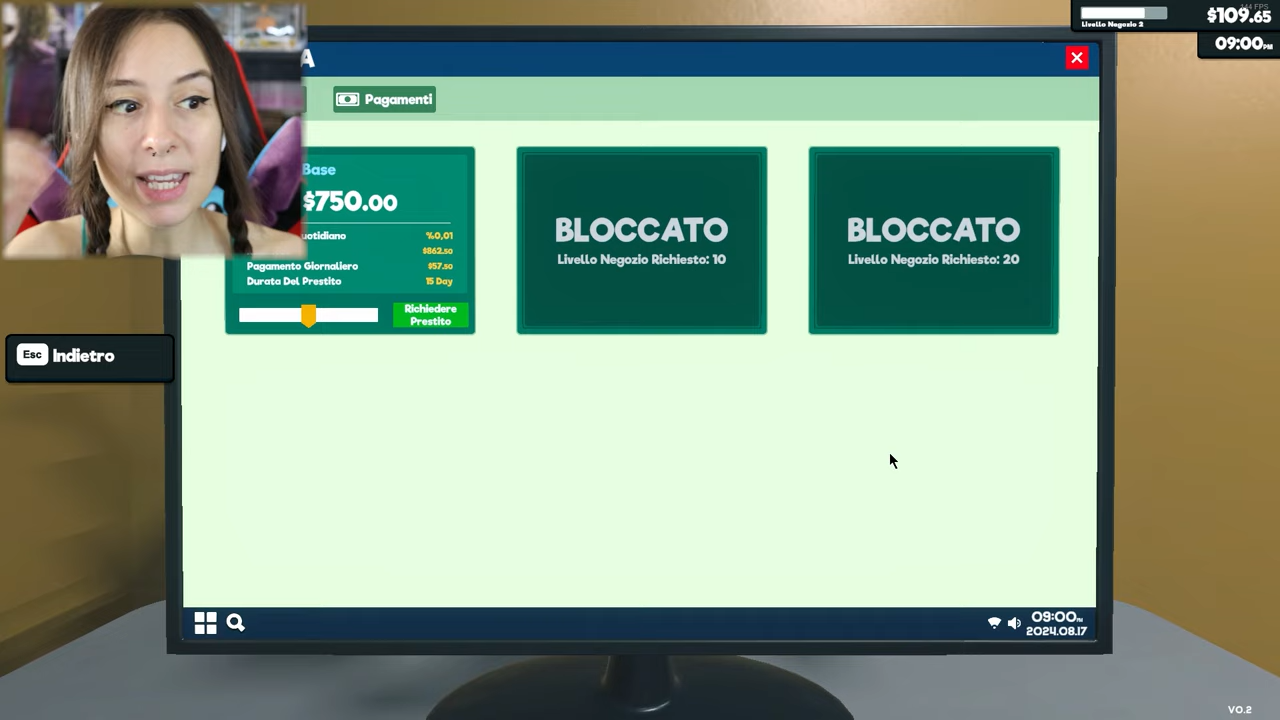 $109.65
Livello Negozio 2
09:00PM
A
Pagamenti
Base
$750.00
uotidiano %0,01
$862.50
Pagamento Giornaliero $57.50
Durata Del Prestito 15 Day
Richiedere
Prestito
BLOCCATO
Livello Negozio Richiesto: 10
BLOCCATO
Livello Negozio Richiesto: 20
Esc Indietro
09:00PM
2024.08.17
V0.2